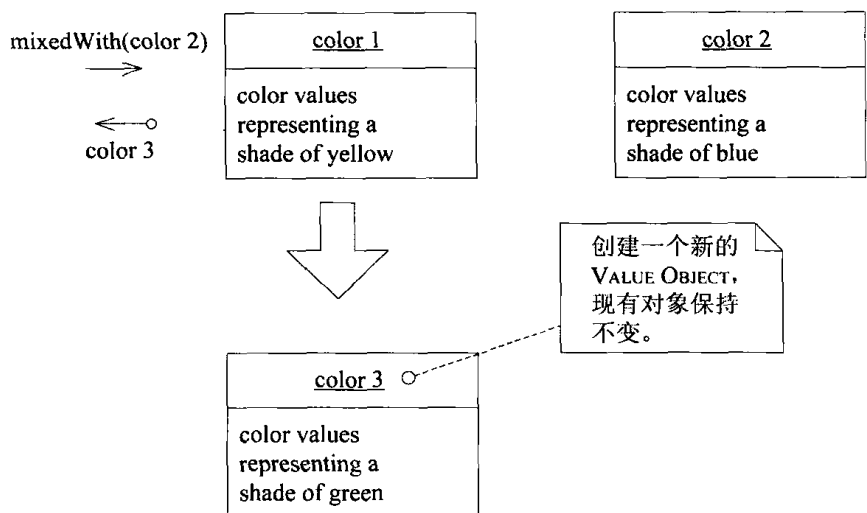 mixedWith(color 2)
color 3
color 1
color values
representing a
shade of yellow
color 2
color values
representing a
shade of blue
创建一个新的
VALUE OBJECT,
现有对象保持
不变。
color 3
color values
representing a
shade of green